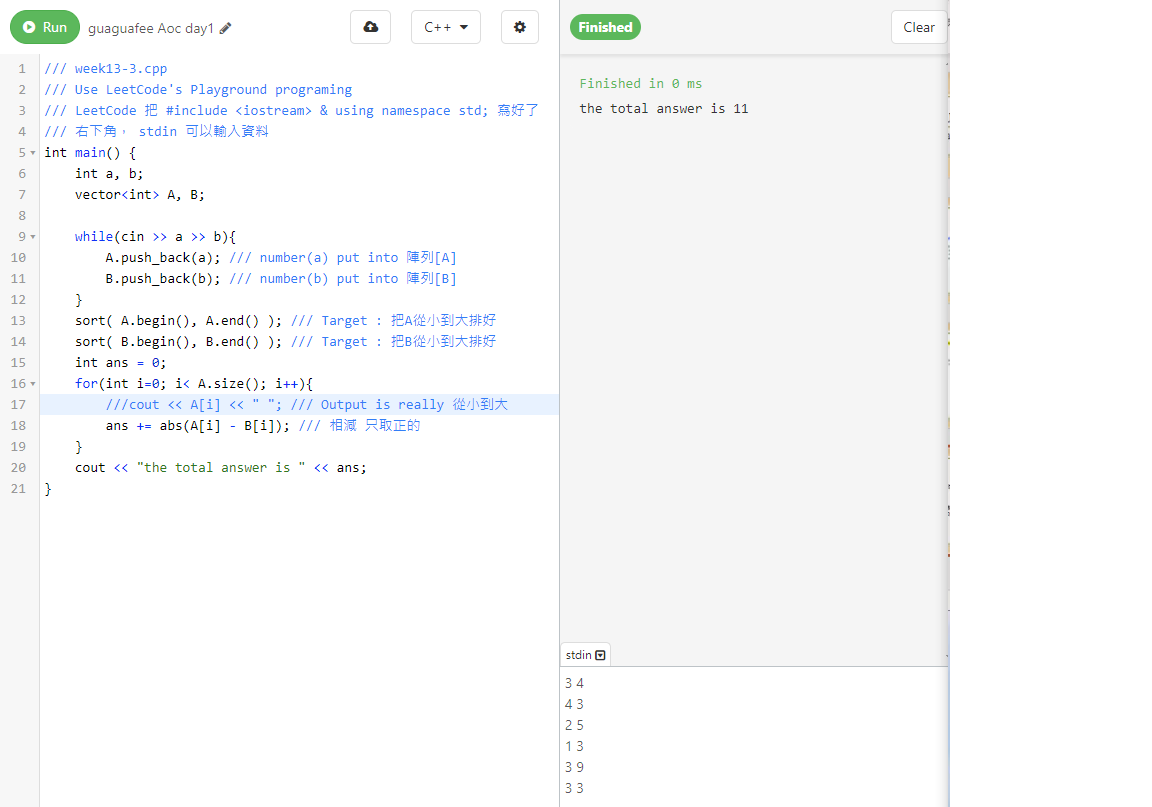 Run guaguafee Aoc day1 C++
1 /// week13-3.cpp
2 /// Use LeetCode's Playground programing
3 /// LeetCode 把 #include <iostream> & using namespace std; 寫好了
4 /// 右下角， stdin 可以輸入資料
5 int main() {
6     int a, b;
7     vector<int> A, B;
8
9     while(cin >> a >> b){
10         A.push_back(a); /// number(a) put into 陣列[A]
11         B.push_back(b); /// number(b) put into 陣列[B]
12     }
13     sort( A.begin(), A.end() ); /// Target : 把A從小到大排好
14     sort( B.begin(), B.end() ); /// Target : 把B從小到大排好
15     int ans = 0;
16     for(int i=0; i< A.size(); i++){
17         ///cout << A[i] << " "; /// Output is really 從小到大
18         ans += abs(A[i] - B[i]); /// 相減 只取正的
19     }
20     cout << "the total answer is " << ans;
21 }
Finished Clear
Finished in 0 ms
the total answer is 11
stdin
3 4
4 3
2 5
1 3
3 9
3 3